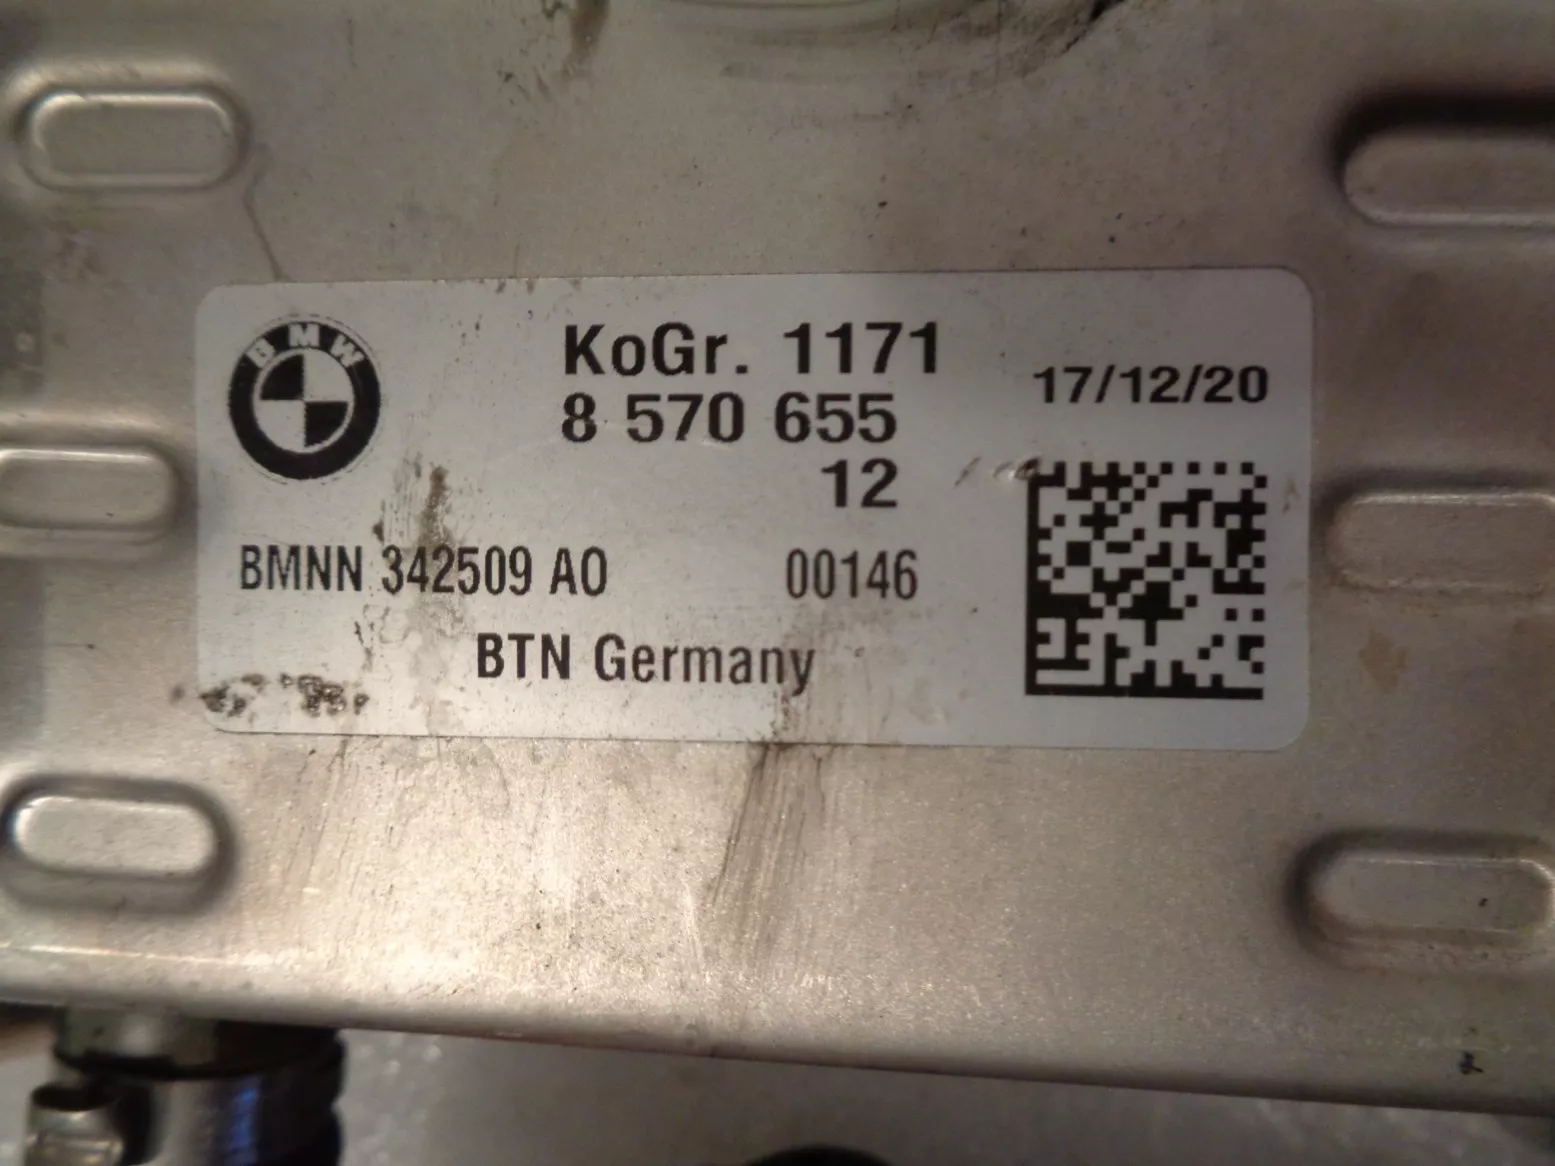 BMW
KoGr. 1171
8 570 655
12
17/12/20
BMNN 342509 A0
00146
BTN Germany